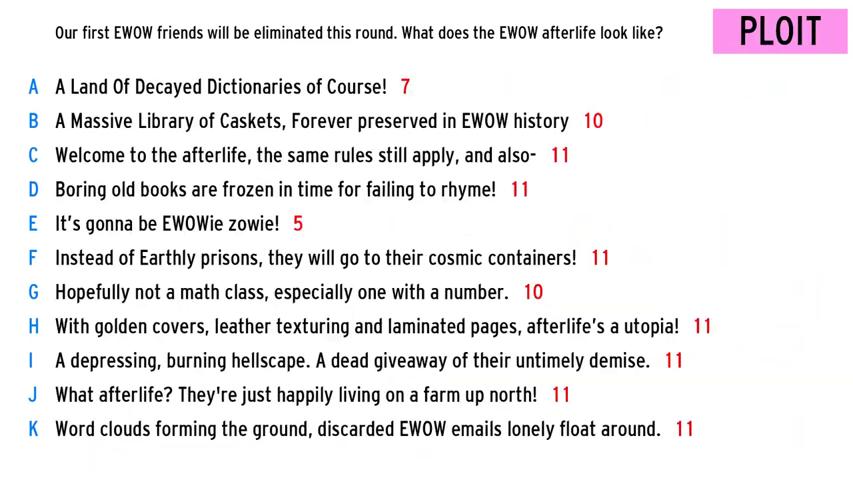 Our first EWOW friends will be eliminated this round. What does the EWOW afterlife look like?
PLOIT
A A Land Of Decayed Dictionaries of Course! 7
B A Massive Library of Caskets, Forever preserved in EWOW history 10
C Welcome to the afterlife, the same rules still apply, and also- 11
D Boring old books are frozen in time for failing to rhyme! 11
E It's gonna be EWOWie zowie! 5
F Instead of Earthly prisons, they will go to their cosmic containers! 11
G Hopefully not a math class, especially one with a number. 10
H With golden covers, leather texturing and laminated pages, afterlife's a utopia! 11
I A depressing, burning hellscape. A dead giveaway of their untimely demise. 11
J What afterlife? They're just happily living on a farm up north! 11
K Word clouds forming the ground, discarded EWOW emails lonely float around. 11